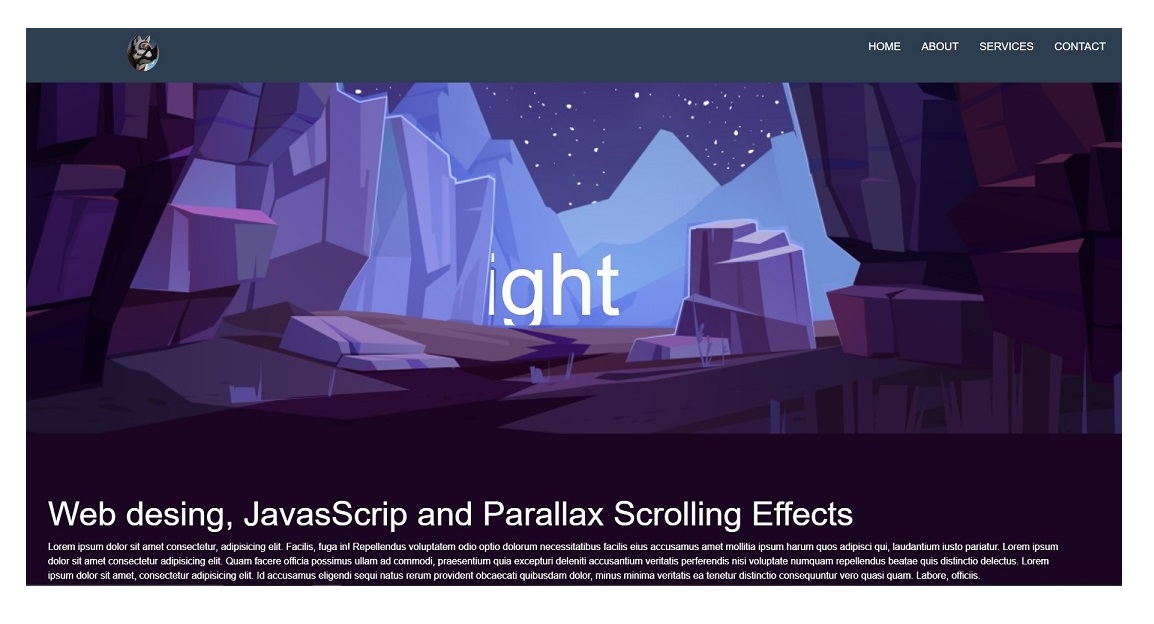 HOME ABOUT SERVICES CONTACT
ight
Web desing, JavasScrip and Parallax Scrolling Effects
Lorem ipsum dolor sit amet consectetur, adipisicing elit. Facilis, fuga in! Repellendus voluptatem odio optio dolorum necessitatibus facilis eius accusamus amet mollitia ipsum harum quos adipisci qui, laudantium iusto pariatur. Lorem ipsum
dolor sit amet consectetur adipisicing elit. Quam facere officia possimus ullam ad commodi, praesentium quia excepturi deleniti accusantium veritatis perferendis nisi voluptate numquam repellendus beatae quis distinctio delectus. Lorem
ipsum dolor sit amet, consectetur adipisicing elit. Id accusamus eligendi sequi natus rerum provident obcaecati quibusdam dolor, minus minima veritatis ea tenetur distinctio consequuntur vero quasi quam. Labore, officiis.